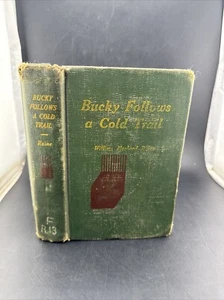 BUCKY
FOLLOWS
A COLD
TRAIL
Raine
F
R13
Bucky Follows
a Cold Trail
William MacLeod Raine